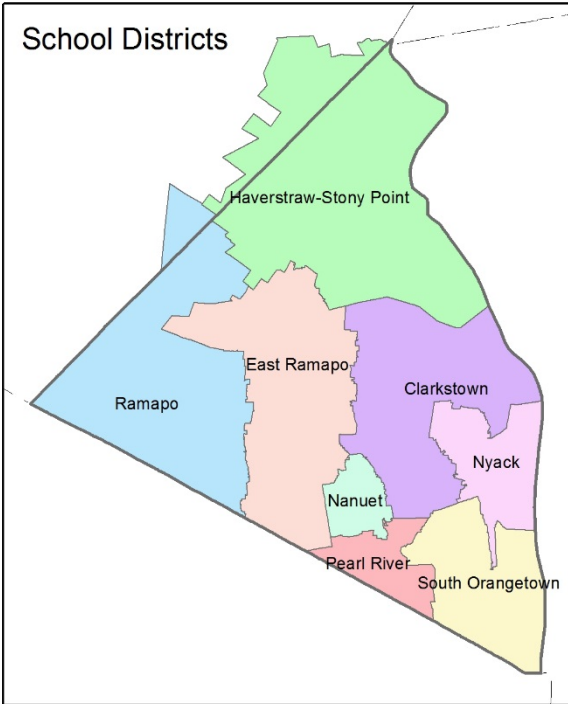 School Districts
Haverstraw-Stony Point
East Ramapo
Clarkstown
Ramapo
Nyack
Nanuet
Pearl River
South Orangetown